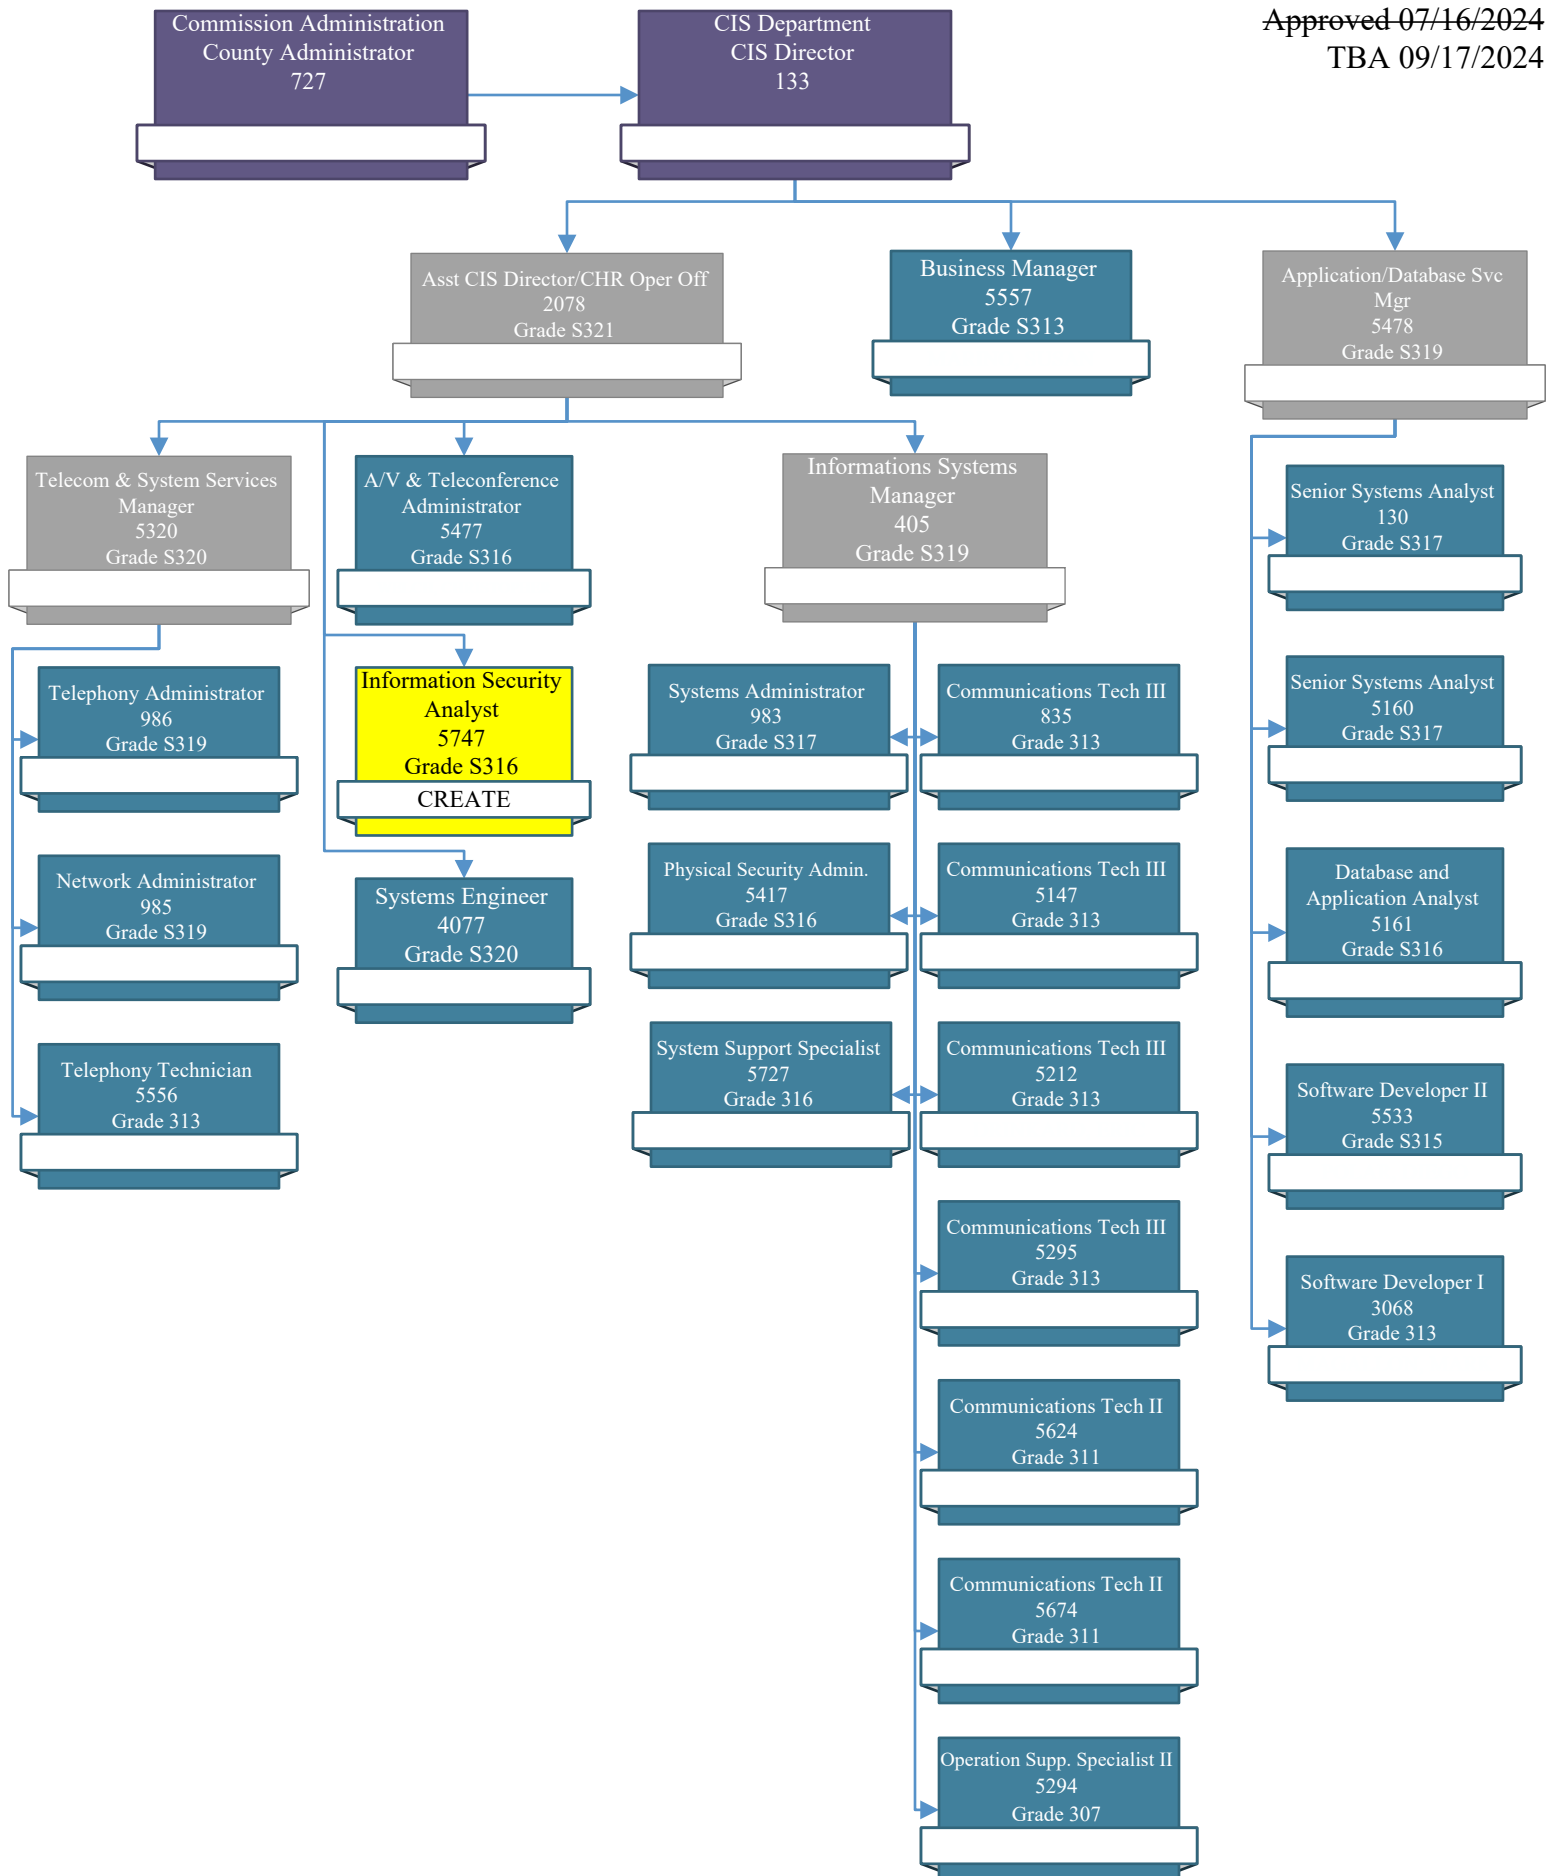 Commission Administration
County Administrator
727
CIS Department
CIS Director
133
Approved 07/16/2024
TBA 09/17/2024
Asst CIS Director/CHR Oper Off
2078
Grade S321
Business Manager
5557
Grade S313
Application/Database Svc
Mgr
5478
Grade S319
Telecom & System Services
Manager
5320
Grade S320
A/V & Teleconference
Administrator
5477
Grade S316
Informations Systems
Manager
405
Grade S319
Senior Systems Analyst
130
Grade S317
Telephony Administrator
986
Grade S319
Information Security
Analyst
5747
Grade S316
CREATE
Systems Administrator
983
Grade S317
Communications Tech III
835
Grade 313
Senior Systems Analyst
5160
Grade S317
Network Administrator
985
Grade S319
Systems Engineer
4077
Grade S320
Physical Security Admin.
5417
Grade S316
Communications Tech III
5147
Grade 313
Database and
Application Analyst
5161
Grade S316
Telephony Technician
5556
Grade 313
System Support Specialist
5727
Grade 316
Communications Tech III
5212
Grade 313
Software Developer II
5533
Grade S315
Communications Tech III
5295
Grade 313
Software Developer I
3068
Grade 313
Communications Tech II
5624
Grade 311
Communications Tech II
5674
Grade 311
Operation Supp. Specialist II
5294
Grade 307